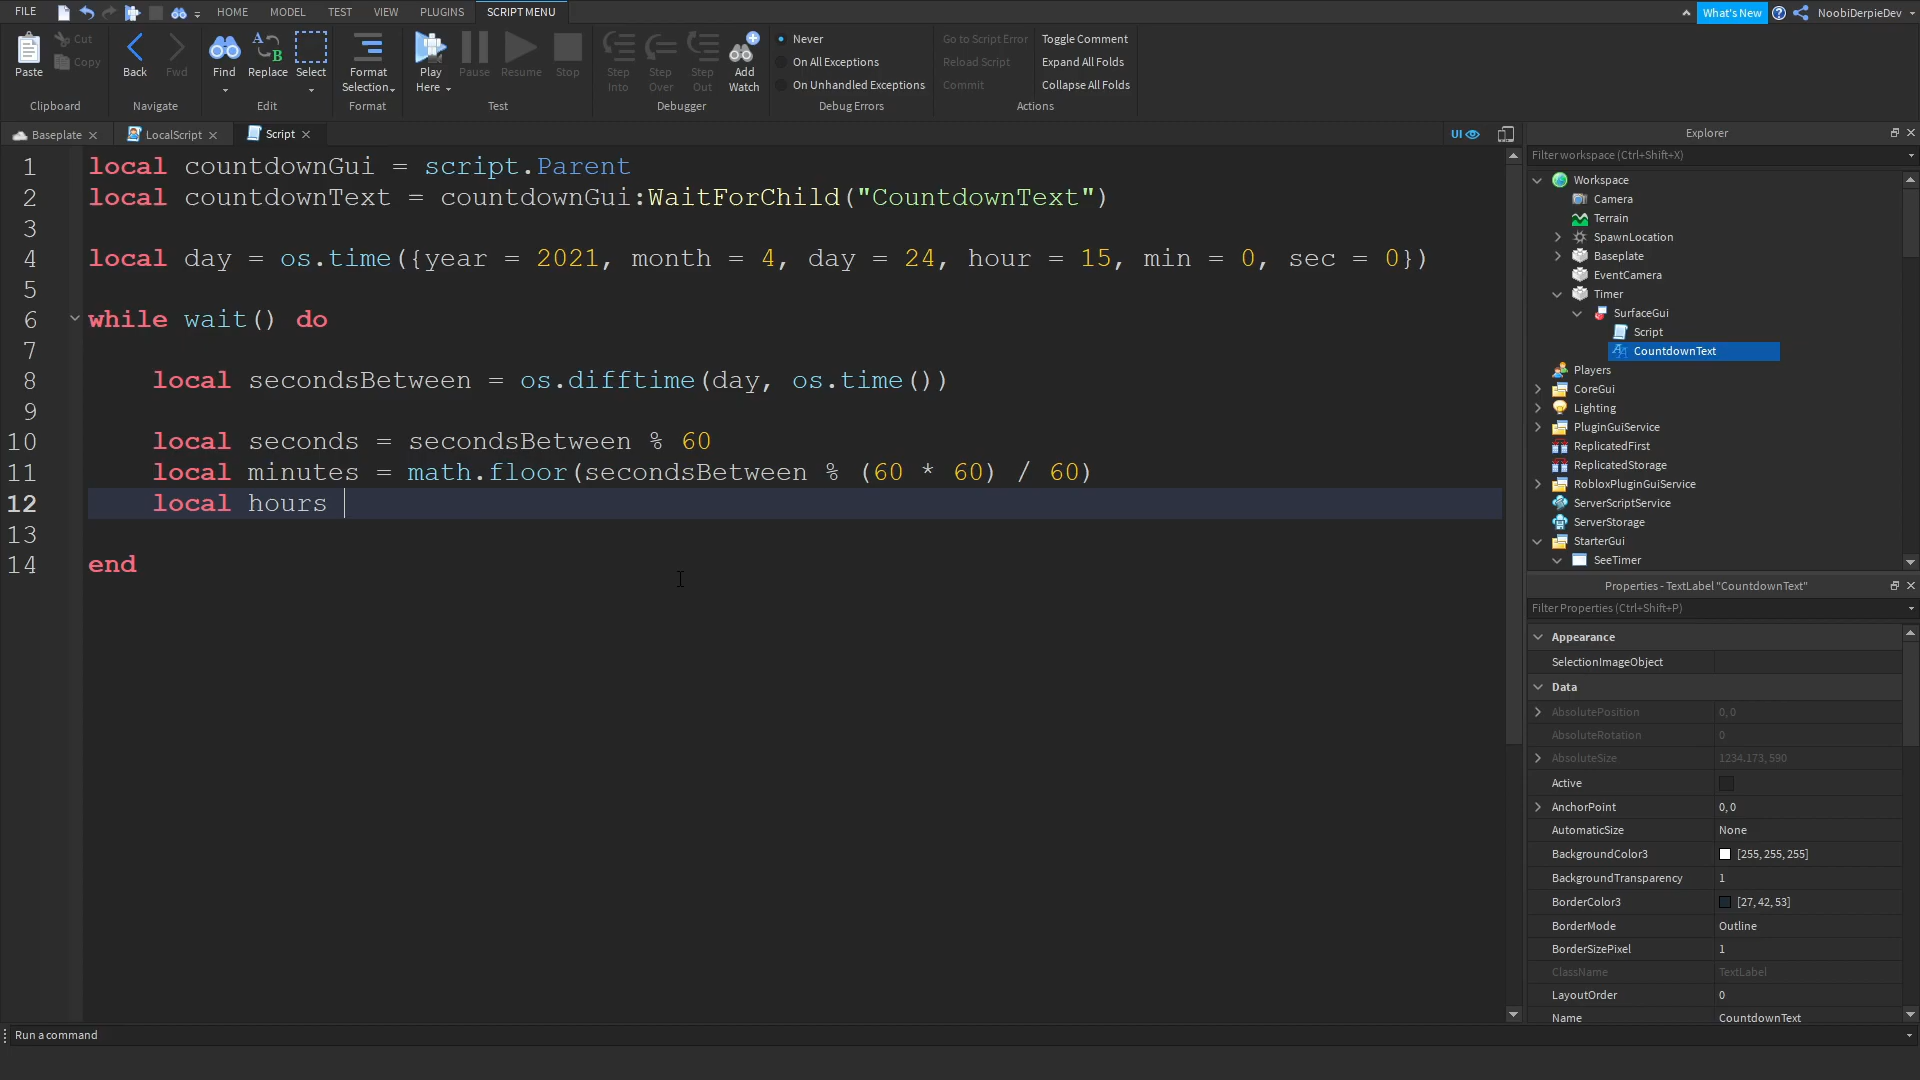 FILE HOME MODEL TEST VIEW PLUGINS SCRIPT MENU What's New NoobiDerpieDev
Paste Cut Copy
Clipboard
Back Fwd
Navigate
Find Replace Select
Edit
Format Selection
Format
Play Here Pause Resume Stop
Test
Step Into Step Over Step Out Add Watch
Debugger
Never
On All Exceptions
On Unhandled Exceptions
Debug Errors
Go to Script Error Toggle Comment
Reload Script Expand All Folds
Commit Collapse All Folds
Actions
Baseplate LocalScript Script UI
1 local countdownGui = script.Parent
2 local countdownText = countdownGui:WaitForChild("CountdownText")
3
4 local day = os.time({year = 2021, month = 4, day = 24, hour = 15, min = 0, sec = 0})
5
6 while wait() do
7
8 local secondsBetween = os.difftime(day, os.time())
9
10 local seconds = secondsBetween % 60
11 local minutes = math.floor(secondsBetween % (60 * 60) / 60)
12 local hours
13
14 end
Explorer
Filter workspace (Ctrl+Shift+X)
Workspace
Camera
Terrain
SpawnLocation
Baseplate
EventCamera
Timer
SurfaceGui
Script
CountdownText
Players
CoreGui
Lighting
PluginGuiService
ReplicatedFirst
ReplicatedStorage
RobloxPluginGuiService
ServerScriptService
ServerStorage
StarterGui
SeeTimer
Properties - TextLabel "CountdownText"
Filter Properties (Ctrl+Shift+P)
Appearance
SelectionImageObject
Data
AbsolutePosition 0, 0
AbsoluteRotation 0
AbsoluteSize 1234.173, 590
Active
AnchorPoint 0, 0
AutomaticSize None
BackgroundColor3 [255, 255, 255]
BackgroundTransparency 1
BorderColor3 [27, 42, 53]
BorderMode Outline
BorderSizePixel 1
ClassName TextLabel
LayoutOrder 0
Name CountdownText
Run a command